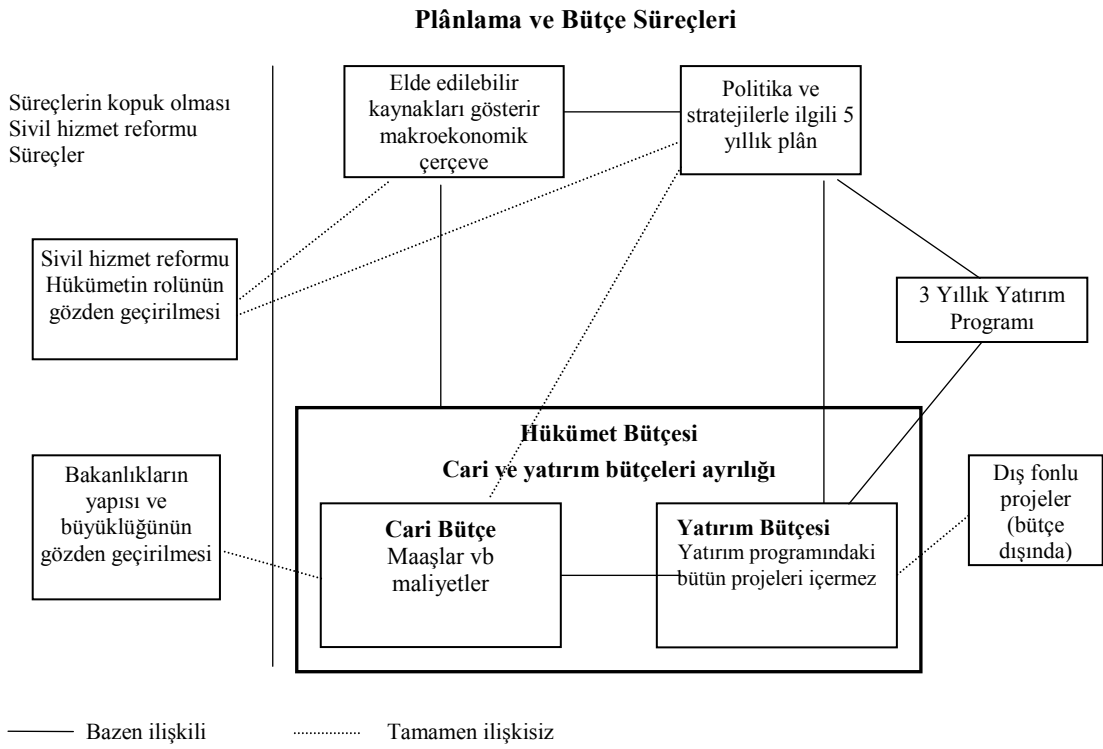 Plânlama ve Bütçe Süreçleri
Süreçlerin kopuk olması
Sivil hizmet reformu
Süreçler
Elde edilebilir
kaynakları gösterir
makroekonomik
çerçeve
Politika ve
stratejilerle ilgili 5
yıllık plân
Sivil hizmet reformu
Hükümetin rolünün
gözden geçirilmesi
3 Yıllık Yatırım
Programı
Hükümet Bütçesi
Cari ve yatırım bütçeleri ayrılığı
Bakanlıkların
yapısı ve
büyüklüğünün
gözden geçirilmesi
Cari Bütçe
Maaşlar vb
maliyetler
Yatırım Bütçesi
Yatırım programındaki
bütün projeleri içermez
Dış fonlu
projeler
(bütçe
dışında)
Bazen ilişkili
Tamamen ilişkisiz